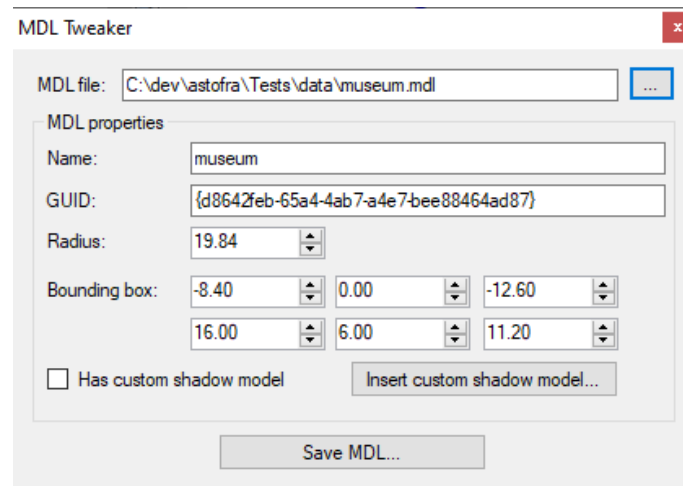 MDL Tweaker
x
MDL file: C:\dev\astofra\Tests\data\museum.mdl ...
MDL properties
Name: museum
GUID: {d8642feb-65a4-4ab7-a4e7-bee88464ad87}
Radius: 19.84
Bounding box: -8.40 0.00 -12.60
16.00 6.00 11.20
Has custom shadow model Insert custom shadow model...
Save MDL...